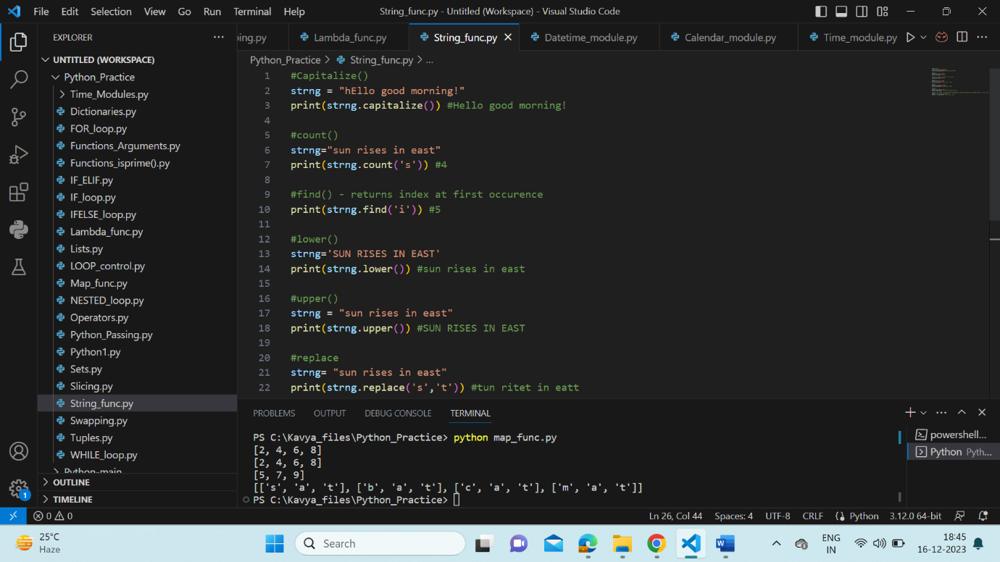 File Edit Selection View Go Run Terminal Help String_func.py - Untitled (Workspace) - Visual Studio Code
EXPLORER
ing.py Lambda_func.py String_func.py Datetime_module.py Calendar_module.py Time_module.py
UNTITLED (WORKSPACE)
Python_Practice
Time_Modules.py
Dictionaries.py
FOR_loop.py
Functions_Arguments.py
Functions_isprime().py
IF_ELIF.py
IF_loop.py
IFELSE_loop.py
Lambda_func.py
Lists.py
LOOP_control.py
Map_func.py
NESTED_loop.py
Operators.py
Python_Passing.py
Python1.py
Sets.py
Slicing.py
String_func.py
Swapping.py
Tuples.py
WHILE_loop.py
Python-main
OUTLINE
TIMELINE
Python_Practice > String_func.py > ...
1 #Capitalize()
2 strng = "hEllo good morning!"
3 print(strng.capitalize()) #Hello good morning!
4
5 #count()
6 strng="sun rises in east"
7 print(strng.count('s')) #4
8
9 #find() - returns index at first occurence
10 print(strng.find('i')) #5
11
12 #lower()
13 strng='SUN RISES IN EAST'
14 print(strng.lower()) #sun rises in east
15
16 #upper()
17 strng = "sun rises in east"
18 print(strng.upper()) #SUN RISES IN EAST
19
20 #replace
21 strng= "sun rises in east"
22 print(strng.replace('s','t')) #tun ritet in eatt
PROBLEMS OUTPUT DEBUG CONSOLE TERMINAL
PS C:\Kavya_files\Python_Practice> python map_func.py
[2, 4, 6, 8]
[2, 4, 6, 8]
[5, 7, 9]
[['s', 'a', 't'], ['b', 'a', 't'], ['c', 'a', 't'], ['m', 'a', 't']]
PS C:\Kavya_files\Python_Practice>
powershell...
Python Pyth...
1
0 0 Ln 26, Col 44 Spaces: 4 UTF-8 CRLF Python 3.12.0 64-bit
25°C
Haze
Search
ENG
IN
18:45
16-12-2023